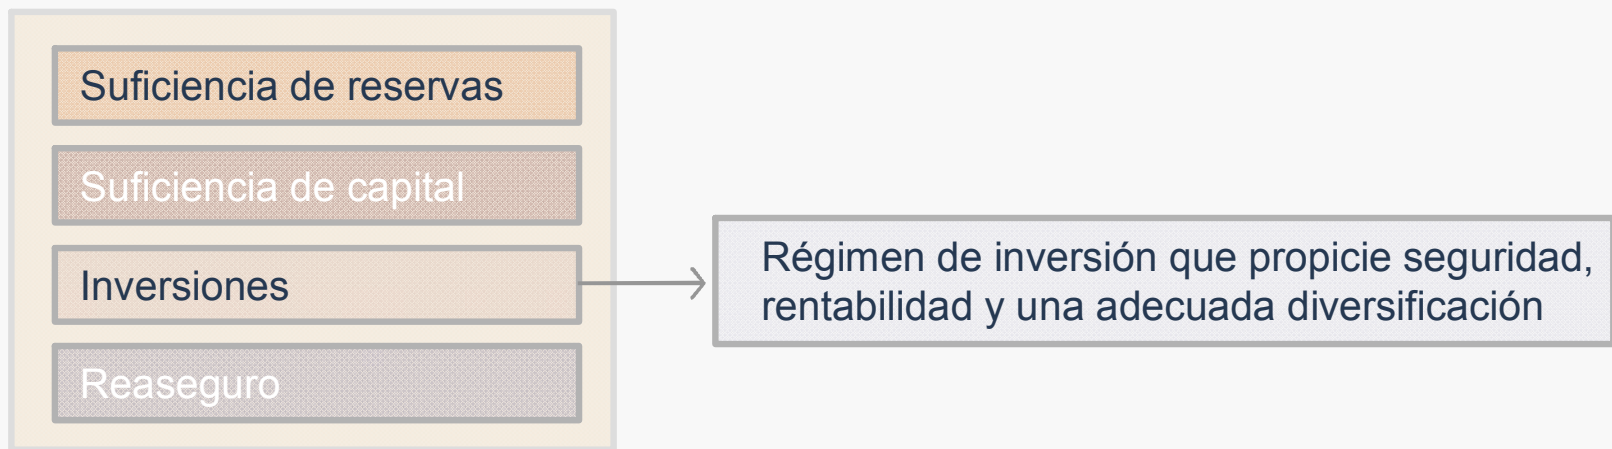 Suficiencia de reservas
Suficiencia de capital
Inversiones
Reaseguro
Régimen de inversión que propicie seguridad,
rentabilidad y una adecuada diversificación